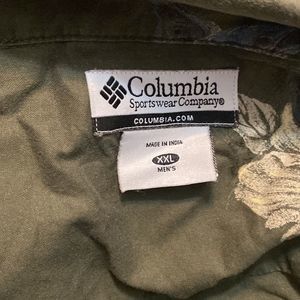 Columbia
Sportswear Company®
COLUMBIA.COM
MADE IN INDIA
XXL
MEN'S